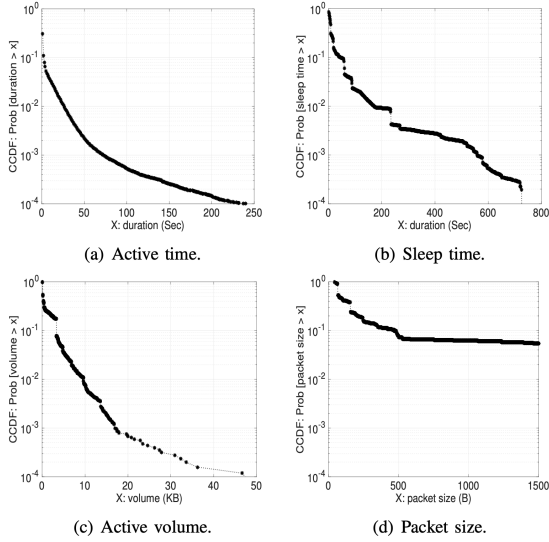 10^0
10^-1
10^-2
10^-3
10^-4
CCDF: Prob [duration > x]
0 50 100 150 200 250
X: duration (Sec)
(a) Active time.
10^0
10^-1
10^-2
10^-3
10^-4
CCDF: Prob [sleep time > x]
0 200 400 600 800
X: duration (Sec)
(b) Sleep time.
10^0
10^-1
10^-2
10^-3
10^-4
CCDF: Prob [volume > x]
0 10 20 30 40 50
X: volume (KB)
(c) Active volume.
10^0
10^-1
10^-2
10^-3
10^-4
CCDF: Prob [packet size > x]
0 500 1000 1500
X: packet size (B)
(d) Packet size.